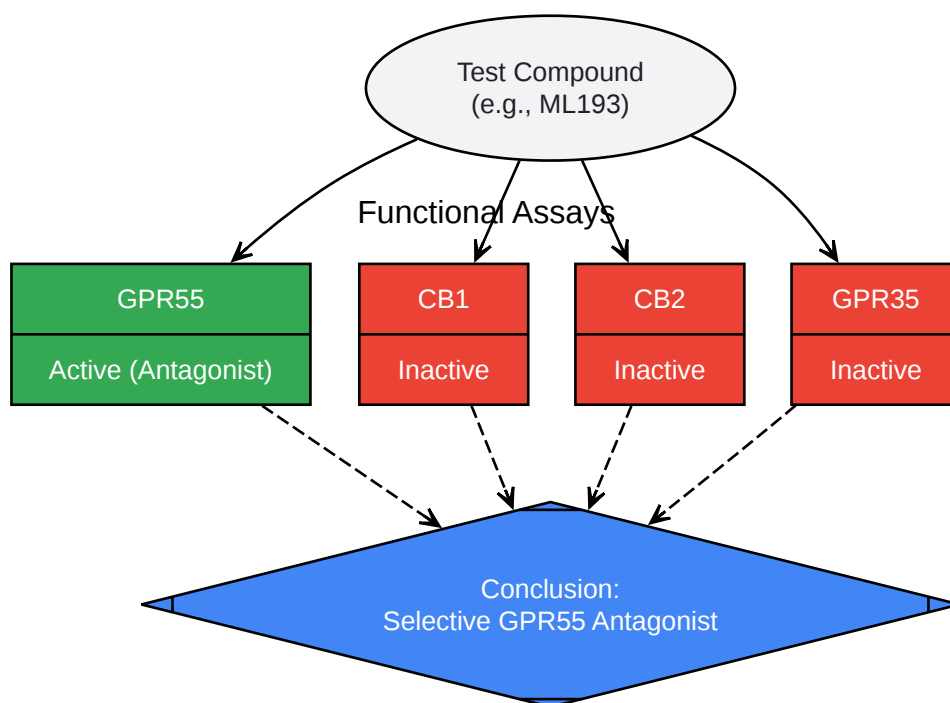 Test Compound
(e.g., ML193)
Functional Assays
GPR55
CB1
CB2
GPR35
Active (Antagonist)
Inactive
Inactive
Inactive
Conclusion:
Selective GPR55 Antagonist